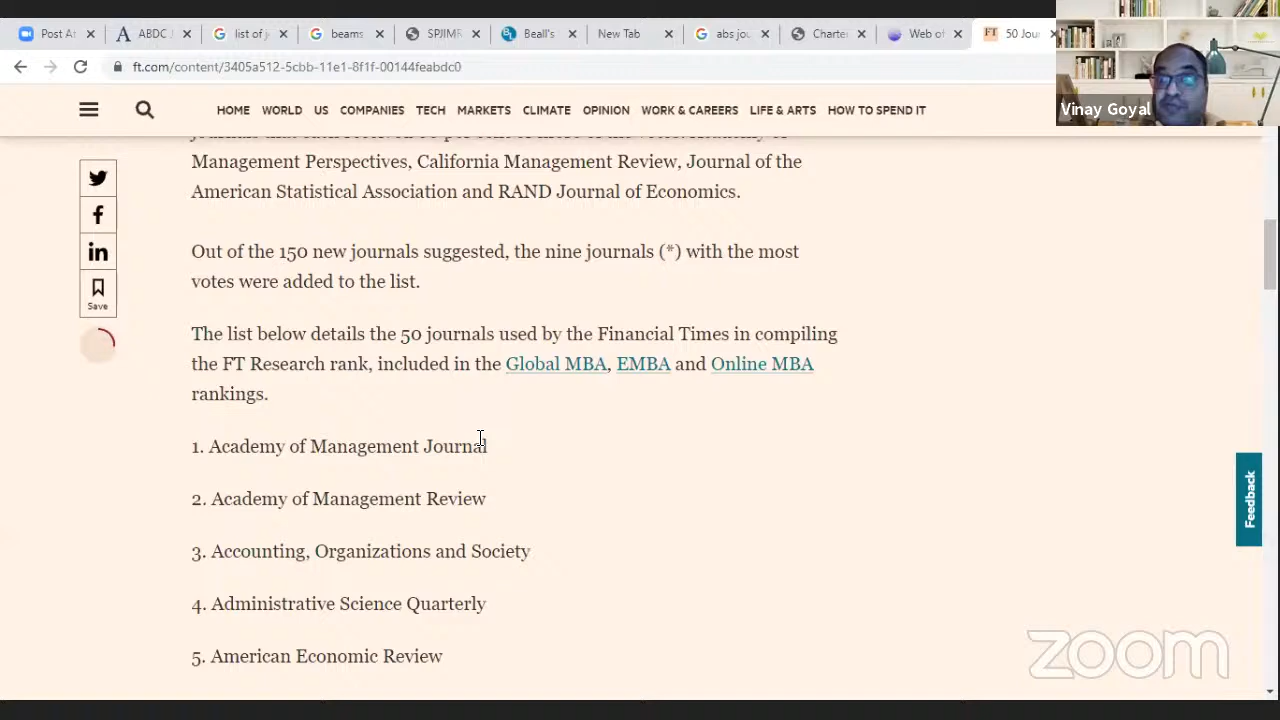 Post At
ABDC J
list of j
beams
SPJIMR
Beall's
New Tab
abs jou
Charte
Web of
FT 50 Jou
ft.com/content/3405a512-5cbb-11e1-8f1f-00144feabdc0
Vinay Goyal
HOME WORLD US COMPANIES TECH MARKETS CLIMATE OPINION WORK & CAREERS LIFE & ARTS HOW TO SPEND IT
Management Perspectives, California Management Review, Journal of the
American Statistical Association and RAND Journal of Economics.
Out of the 150 new journals suggested, the nine journals (*) with the most
votes were added to the list.
Save
The list below details the 50 journals used by the Financial Times in compiling
the FT Research rank, included in the Global MBA, EMBA and Online MBA
rankings.
1. Academy of Management Journal
2. Academy of Management Review
3. Accounting, Organizations and Society
4. Administrative Science Quarterly
5. American Economic Review
Feedback
zoom